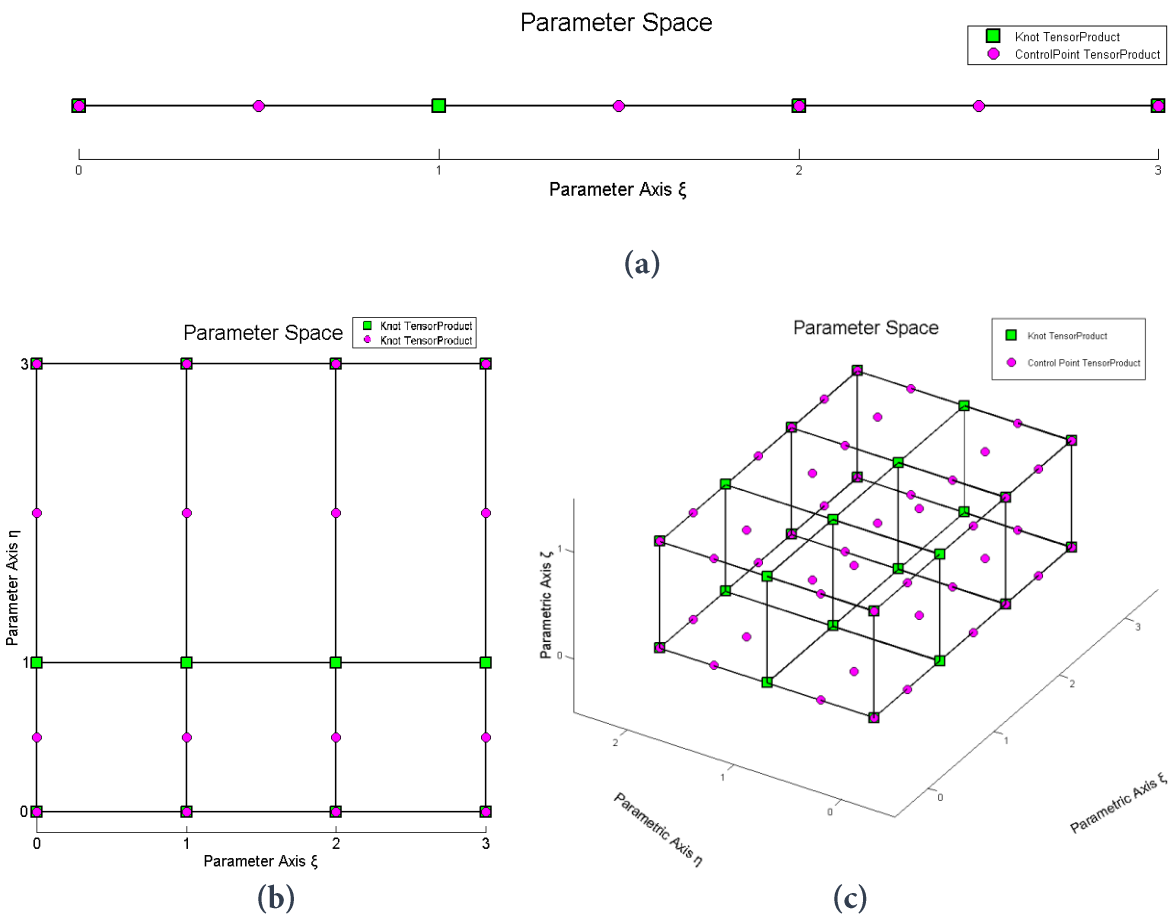 Parameter Space
Knot TensorProduct
ControlPoint TensorProduct
0 1 2 3
Parameter Axis ξ
(a)
Parameter Space
Knot TensorProduct
Knot TensorProduct
3
1
0
Parameter Axis η
0 1 2 3
Parameter Axis ξ
(b)
Parameter Space
Knot TensorProduct
Control Point TensorProduct
1
0
Parametric Axis ζ
2 1 0
Parametric Axis η
0 1 2 3
Parametric Axis ξ
(c)